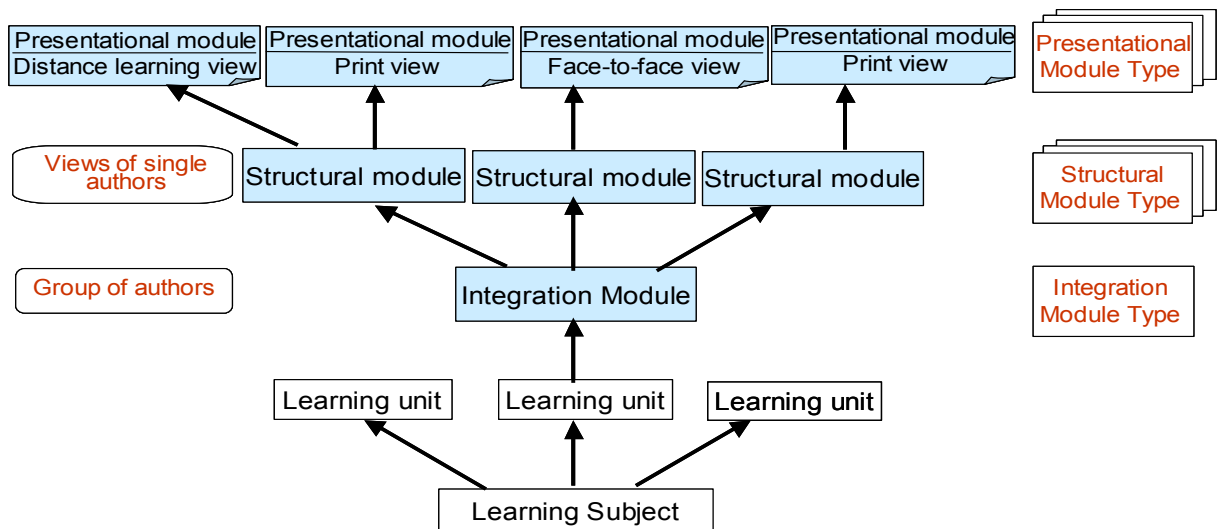 Presentational module
Distance learning view
Presentational module
Print view
Presentational module
Face-to-face view
Presentational module
Print view
Presentational
Module Type
Views of single
authors
Structural module
Structural module
Structural module
Structural
Module Type
Group of authors
Integration Module
Integration
Module Type
Learning unit
Learning unit
Learning unit
Learning Subject